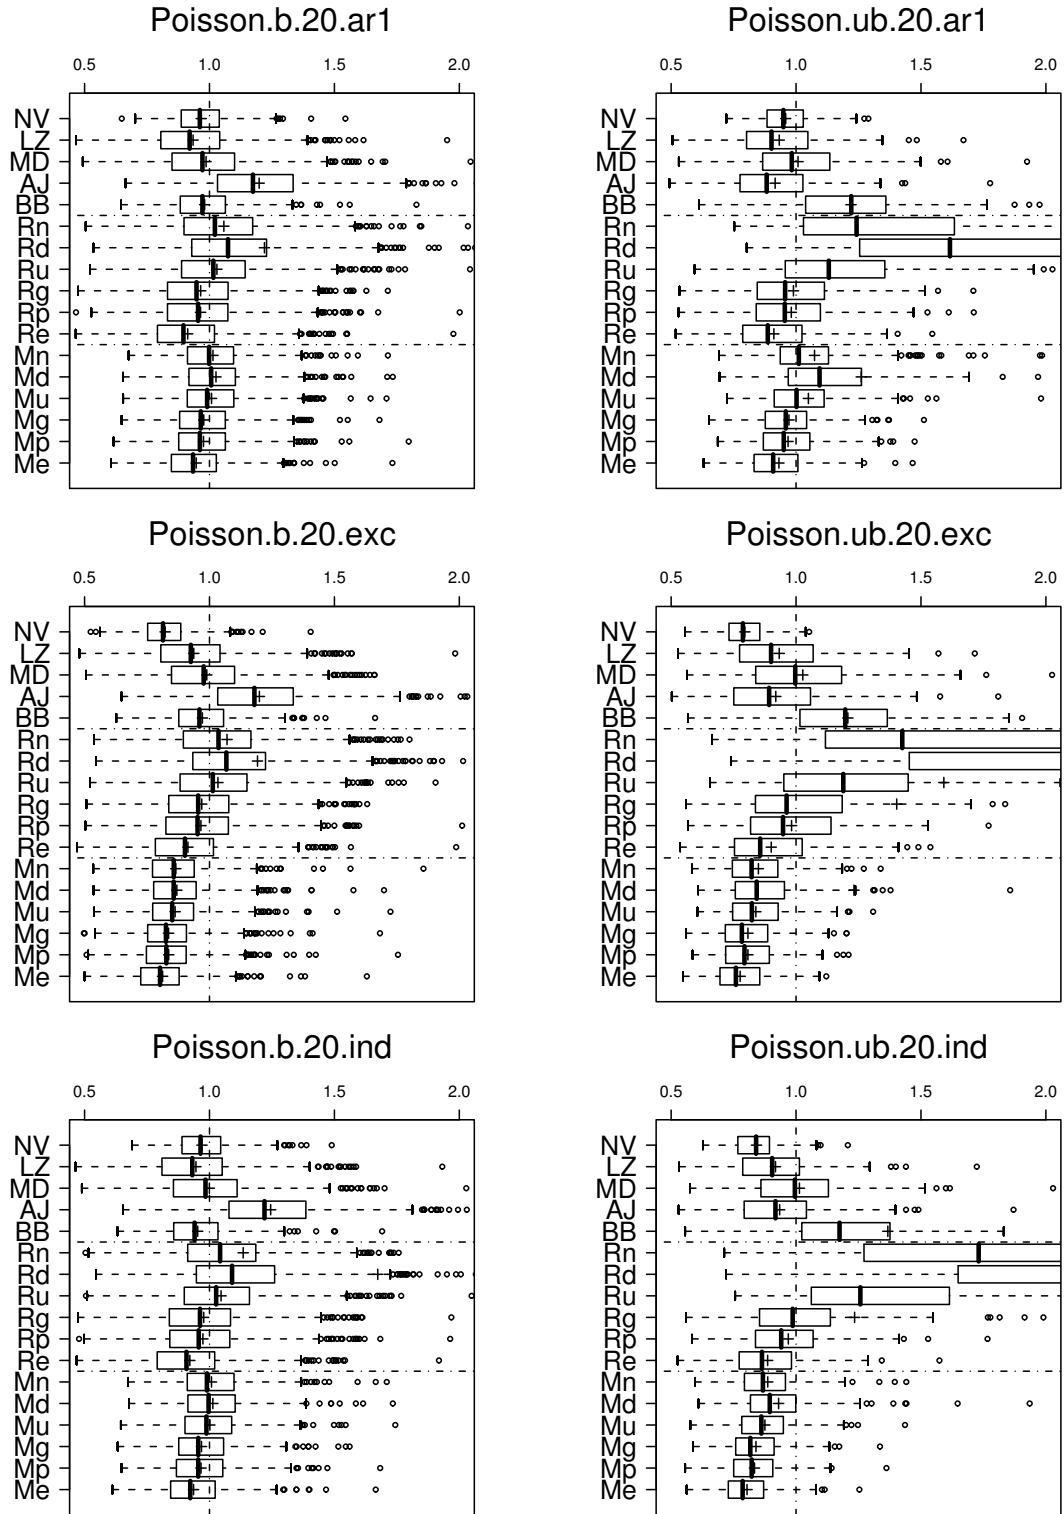 Poisson.b.20.ar1 Poisson.ub.20.ar1
0.5 1.0 1.5 2.0 0.5 1.0 1.5 2.0
NV NV
LZ LZ
MD MD
AJ AJ
BB BB
Rn Rn
Rd Rd
Ru Ru
Rg Rg
Rp Rp
Re Re
Mn Mn
Md Md
Mu Mu
Mg Mg
Mp Mp
Me Me
Poisson.b.20.exc Poisson.ub.20.exc
0.5 1.0 1.5 2.0 0.5 1.0 1.5 2.0
NV NV
LZ LZ
MD MD
AJ AJ
BB BB
Rn Rn
Rd Rd
Ru Ru
Rg Rg
Rp Rp
Re Re
Mn Mn
Md Md
Mu Mu
Mg Mg
Mp Mp
Me Me
Poisson.b.20.ind Poisson.ub.20.ind
0.5 1.0 1.5 2.0 0.5 1.0 1.5 2.0
NV NV
LZ LZ
MD MD
AJ AJ
BB BB
Rn Rn
Rd Rd
Ru Ru
Rg Rg
Rp Rp
Re Re
Mn Mn
Md Md
Mu Mu
Mg Mg
Mp Mp
Me Me